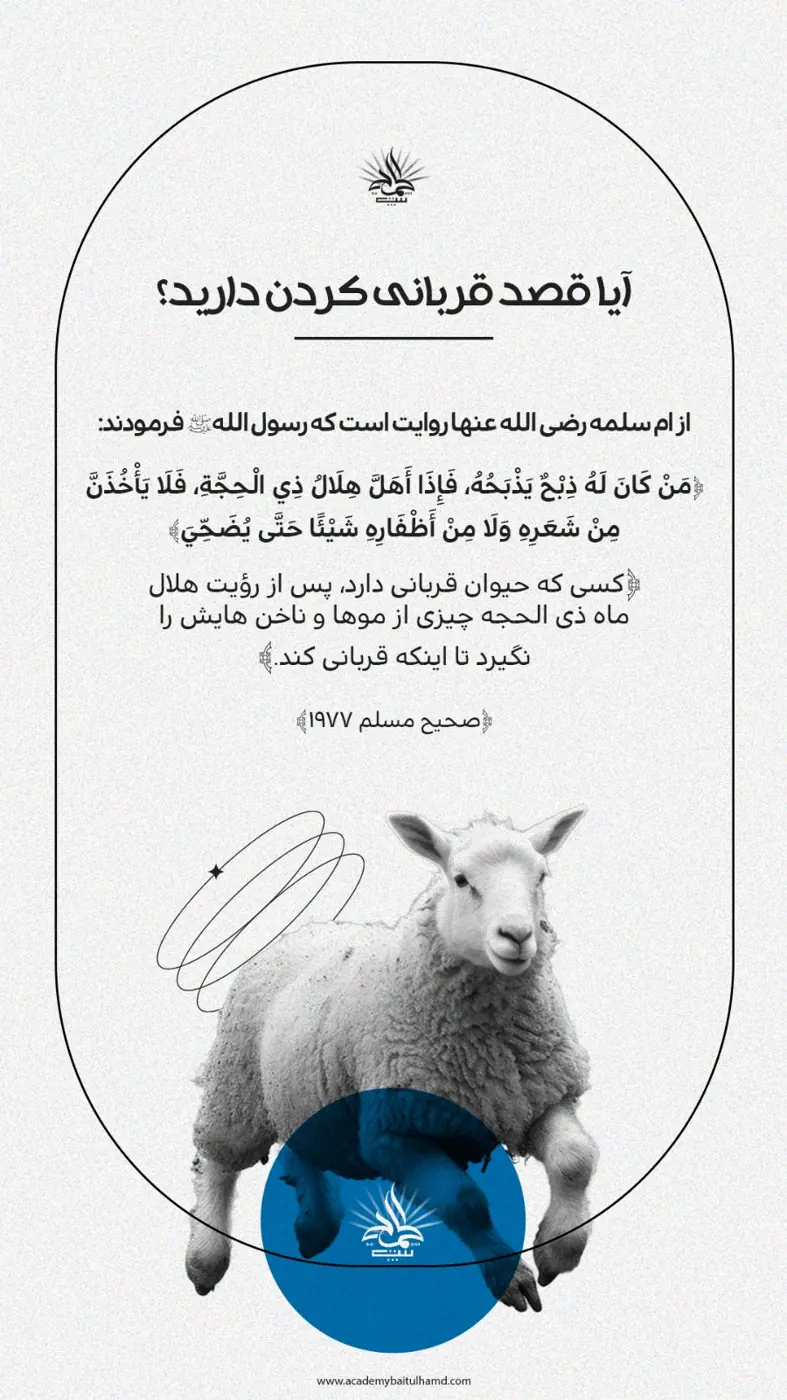 آیا قصد قربانی کردن دارید؟
از ام سلمه رضی الله عنها روایت است که رسول الله ﷺ فرمودند:
﴿مَنْ كَانَ لَهُ ذِبْحٌ يَذْبَحُهُ، فَإِذَا أَهَلَّ هِلَالُ ذِي الْحِجَّةِ، فَلَا يَأْخُذَنَّ
مِنْ شَعَرِهِ وَلَا مِنْ أَظْفَارِهِ شَيْئًا حَتَّى يُضَحِّيَ﴾
﴿کسی که حیوان قربانی دارد، پس از رؤیت هلال
ماه ذی الحجه چیزی از موها و ناخن هایش را
نگیرد تا اینکه قربانی کند.﴾
﴿صحیح مسلم ۱۹۷۷﴾
www.academybaitulhamd.com